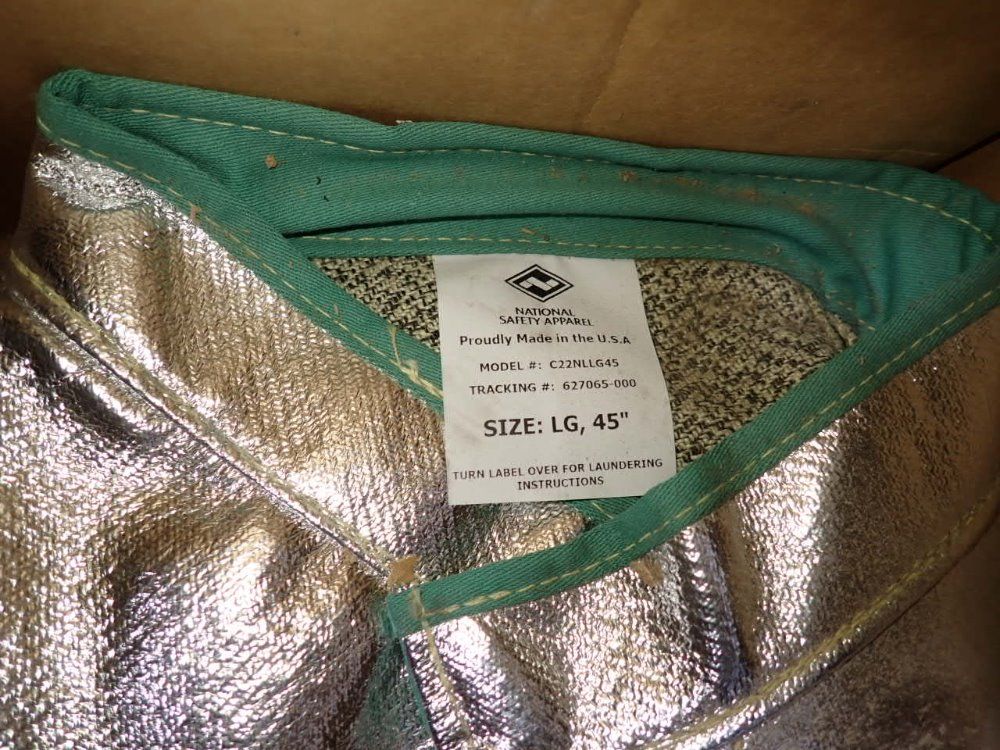 NATIONAL
SAFETY APPAREL
Proudly Made in the U.S.A
MODEL #: C22NLLG45
TRACKING #: 627065-000
SIZE: LG, 45"
TURN LABEL OVER FOR LAUNDERING
INSTRUCTIONS